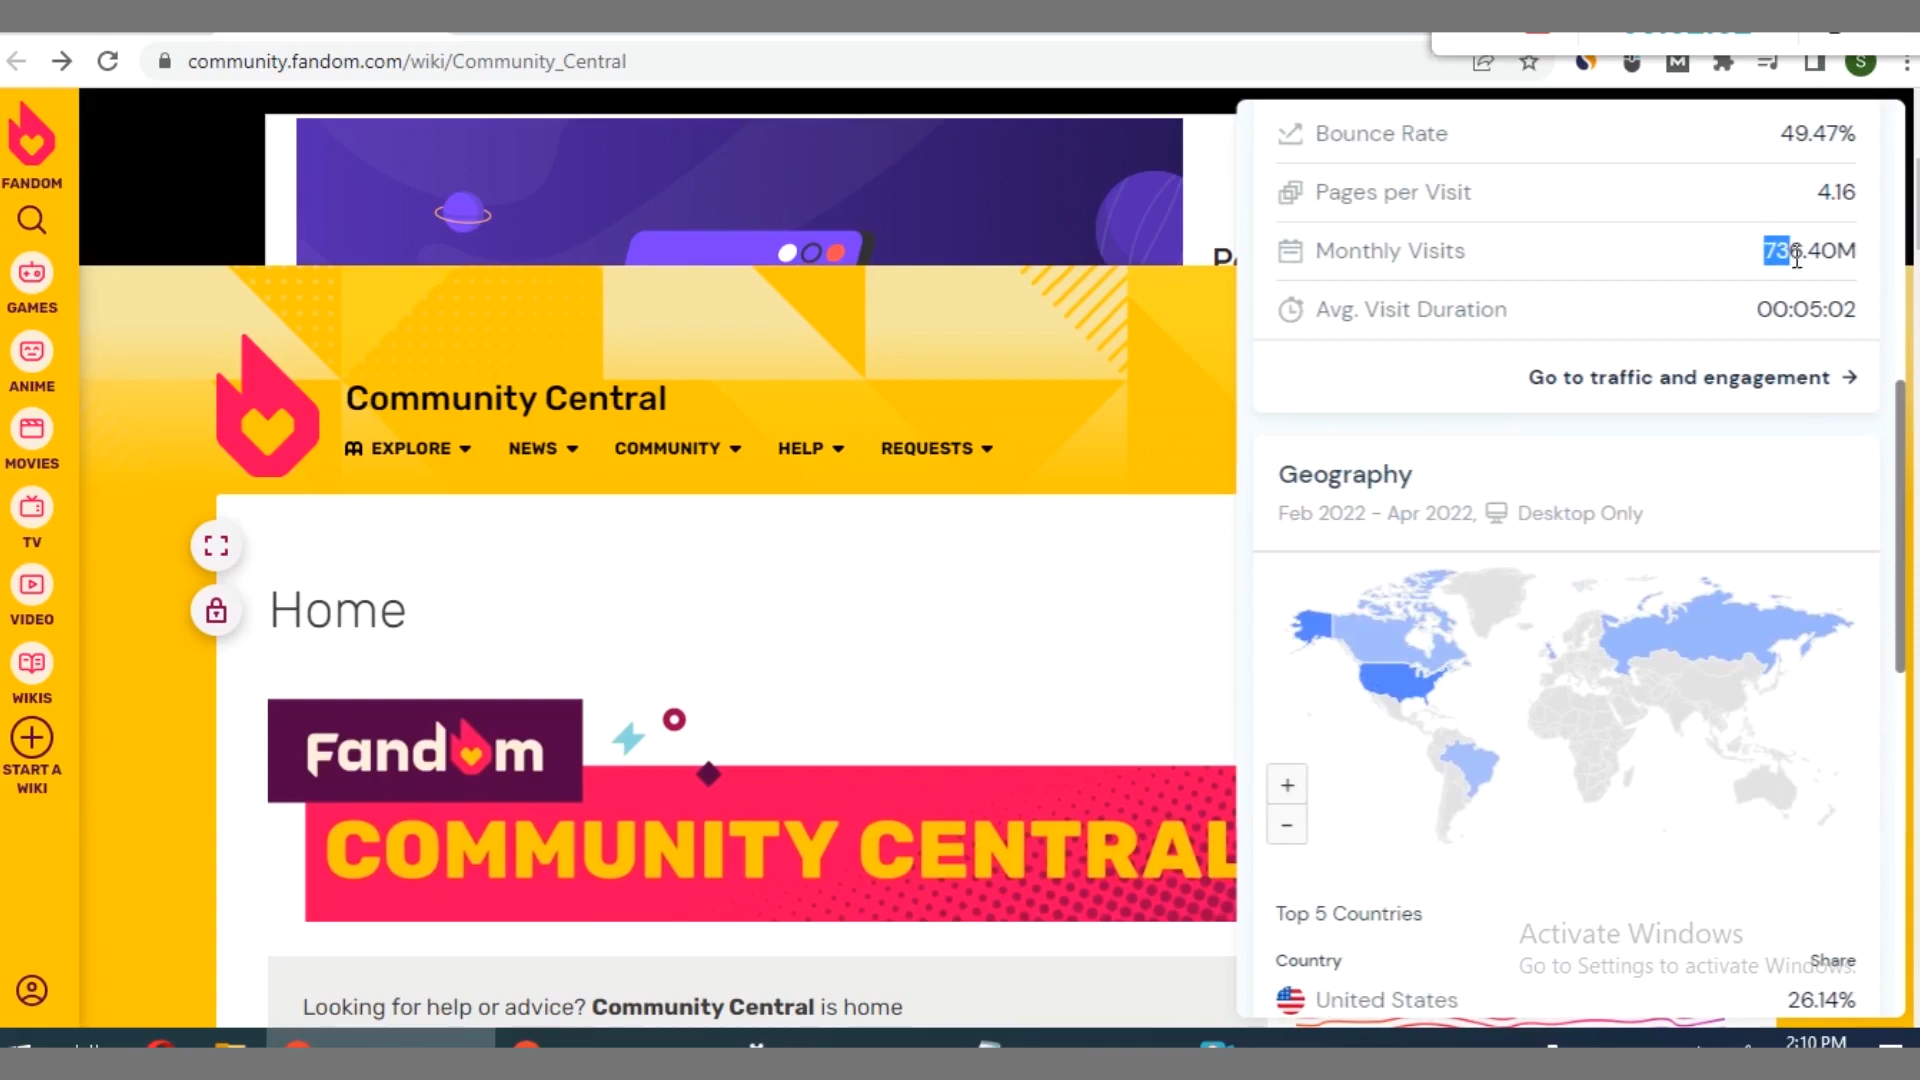 community.fandom.com/wiki/Community_Central
M
S
FANDOM
GAMES
ANIME
MOVIES
TV
VIDEO
WIKIS
START A
WIKI
Community Central
EXPLORE
NEWS
COMMUNITY
HELP
REQUESTS
Home
Fandom
COMMUNITY CENTRAL
Looking for help or advice? Community Central is home
Bounce Rate 49.47%
Pages per Visit 4.16
Monthly Visits 736.40M
Avg. Visit Duration 00:05:02
Go to traffic and engagement →
Geography
Feb 2022 - Apr 2022, Desktop Only
+
−
Top 5 Countries
Country Share
United States 26.14%
Activate Windows
Go to Settings to activate Windows.
2:10 PM